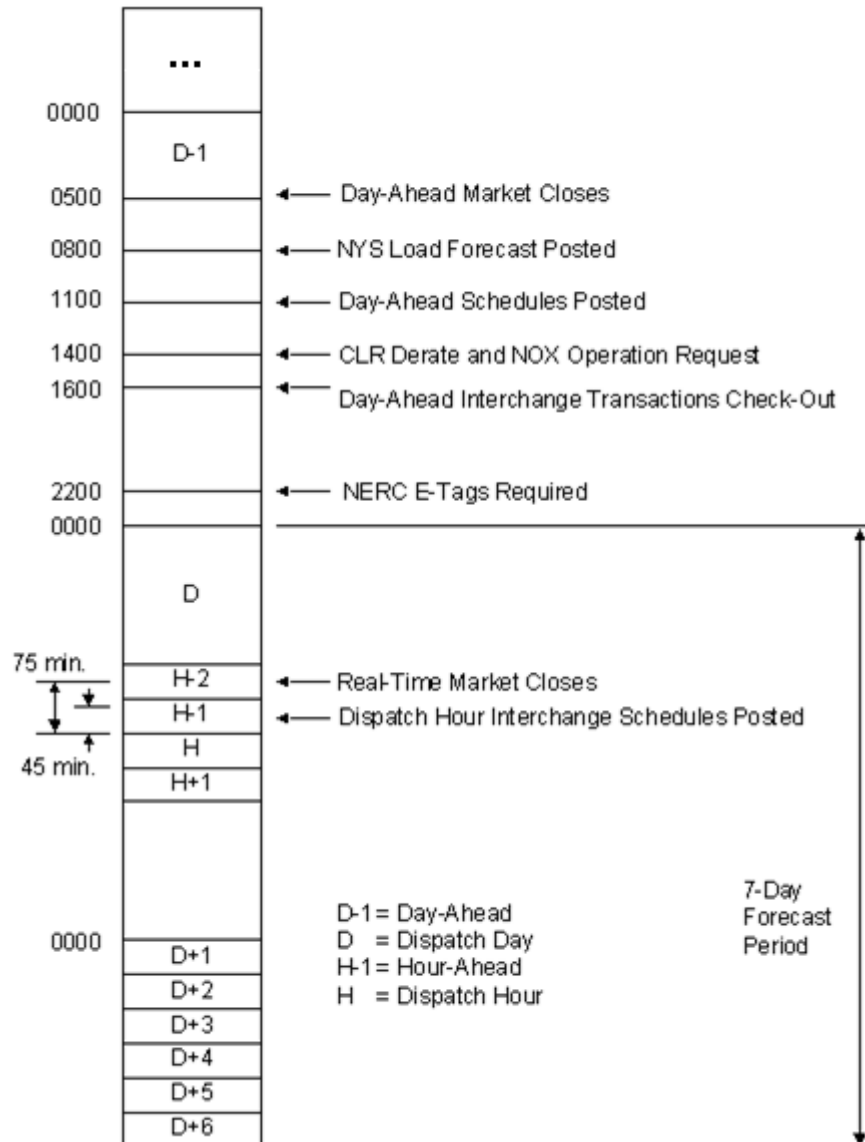 ...
0000
D-1
0500 Day-Ahead Market Closes
0800 NYS Load Forecast Posted
1100 Day-Ahead Schedules Posted
1400 CLR Derate and NOX Operation Request
1600 Day-Ahead Interchange Transactions Check-Out
2200 NERC E-Tags Required
0000
D
75 min.
H-2 Real-Time Market Closes
H-1 Dispatch Hour Interchange Schedules Posted
H
45 min.
H+1
7-Day
Forecast
Period
D-1 = Day-Ahead
D = Dispatch Day
H-1 = Hour-Ahead
H = Dispatch Hour
0000
D+1
D+2
D+3
D+4
D+5
D+6